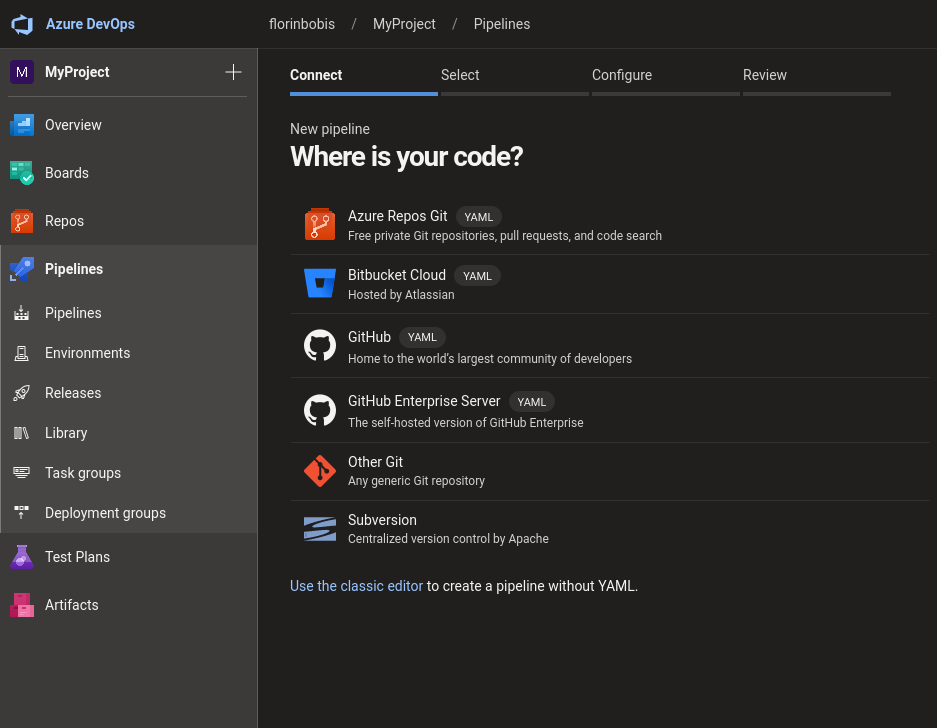 Azure DevOps
florinbobis / MyProject / Pipelines
M MyProject
Overview
Boards
Repos
Pipelines
Pipelines
Environments
Releases
Library
Task groups
Deployment groups
Test Plans
Artifacts
Connect Select Configure Review
New pipeline
Where is your code?
Azure Repos Git YAML
Free private Git repositories, pull requests, and code search
Bitbucket Cloud YAML
Hosted by Atlassian
GitHub YAML
Home to the world's largest community of developers
GitHub Enterprise Server YAML
The self-hosted version of GitHub Enterprise
Other Git
Any generic Git repository
Subversion
Centralized version control by Apache
Use the classic editor to create a pipeline without YAML.